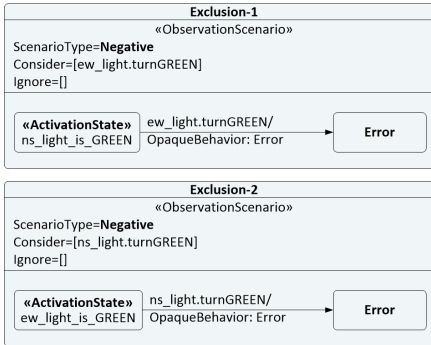 Exclusion-1
«ObservationScenario»
ScenarioType=Negative
Consider=[ew_light.turnGREEN]
Ignore=[]
«ActivationState»
ns_light_is_GREEN
ew_light.turnGREEN/
OpaqueBehavior: Error
Error
Exclusion-2
«ObservationScenario»
ScenarioType=Negative
Consider=[ns_light.turnGREEN]
Ignore=[]
«ActivationState»
ew_light_is_GREEN
ns_light.turnGREEN/
OpaqueBehavior: Error
Error